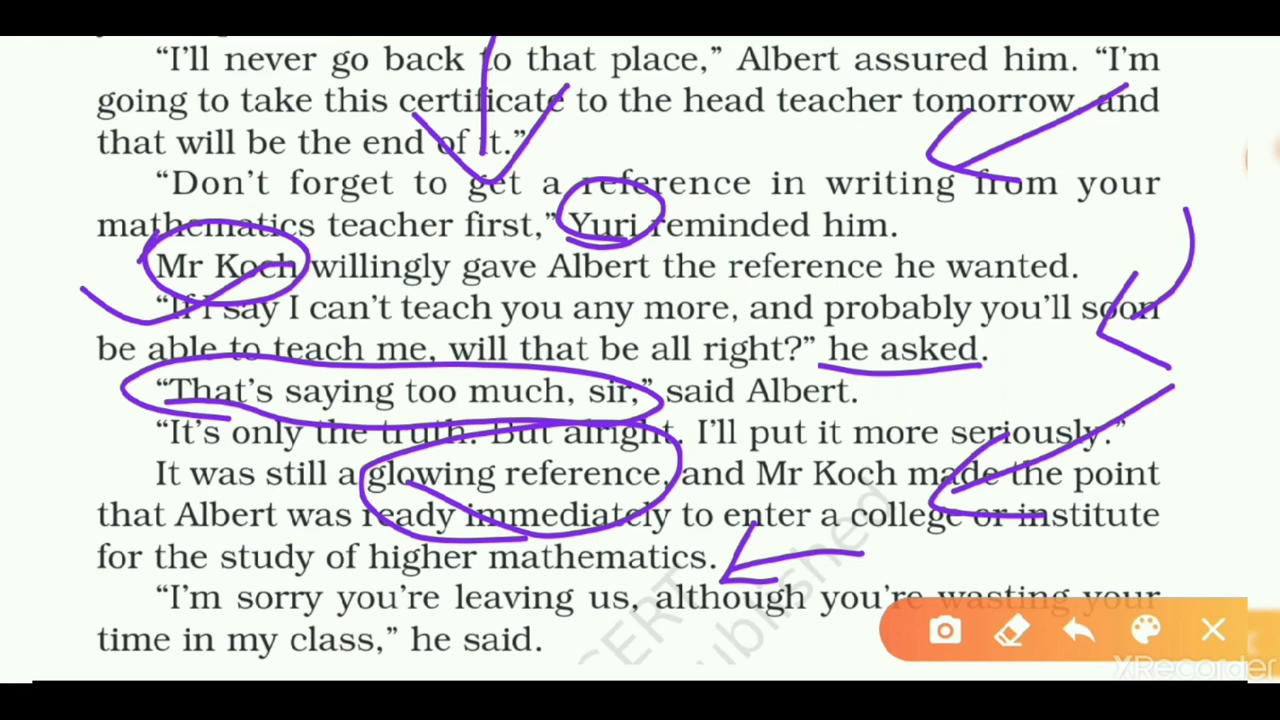 “I'll never go back to that place,” Albert assured him. “I'm
going to take this certificate to the head teacher tomorrow, and
that will be the end of it.”
“Don't forget to get a reference in writing from your
mathematics teacher first,” Yuri reminded him.
Mr Koch willingly gave Albert the reference he wanted.
“If I say I can't teach you any more, and probably you'll soon
be able to teach me, will that be all right?” he asked.
“That's saying too much, sir,” said Albert.
“It's only the truth. But alright. I'll put it more seriously.”
It was still a glowing reference, and Mr Koch made the point
that Albert was ready immediately to enter a college or institute
for the study of higher mathematics.
“I'm sorry you're leaving us, although you're wasting your
time in my class,” he said.
XRecorder